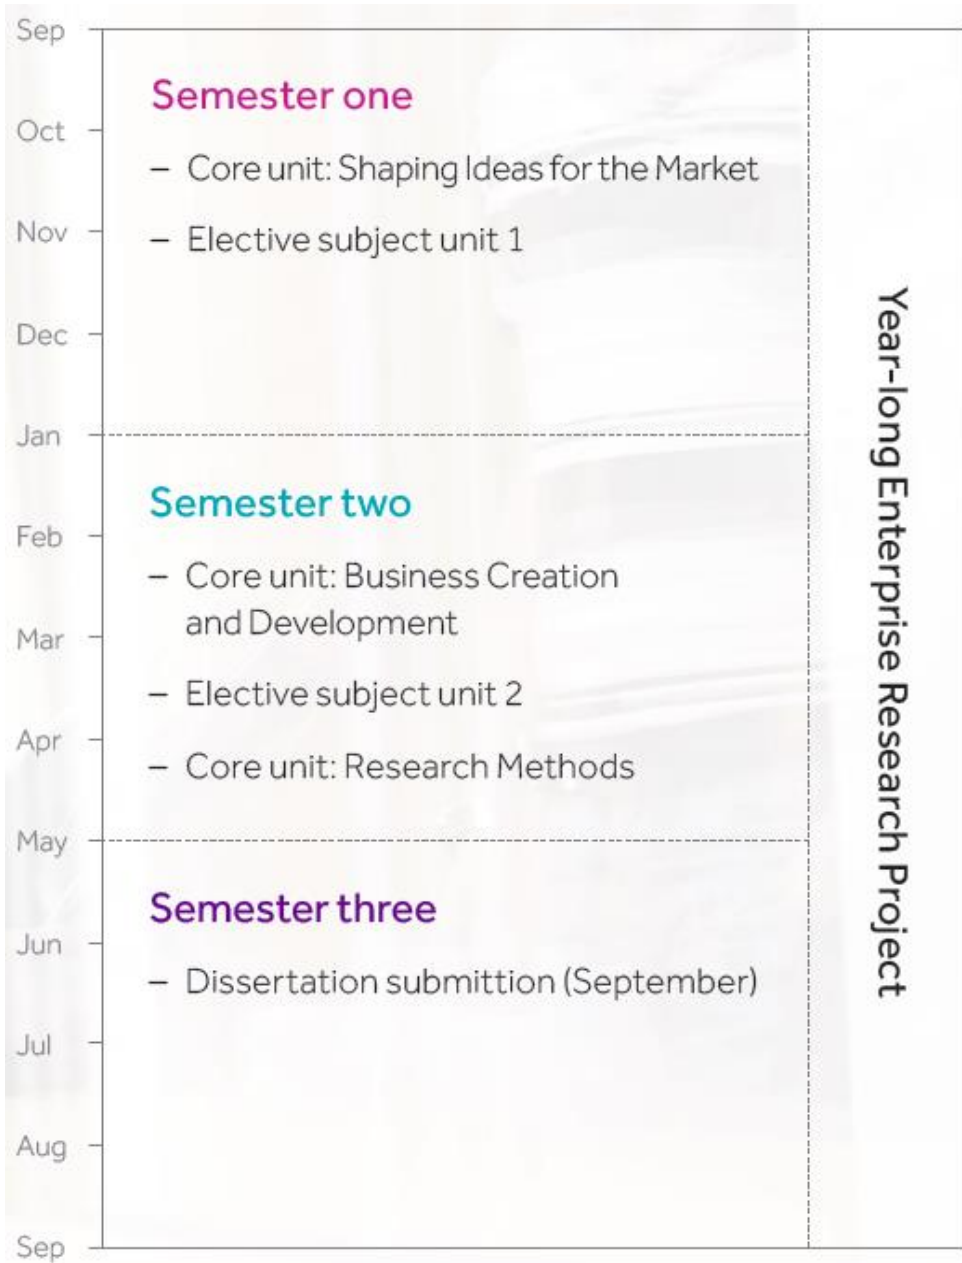 Sep
Oct
Nov
Dec
Jan
Feb
Mar
Apr
May
Jun
Jul
Aug
Sep
Semester one
– Core unit: Shaping Ideas for the Market
– Elective subject unit 1
Semester two
– Core unit: Business Creation
and Development
– Elective subject unit 2
– Core unit: Research Methods
Semester three
– Dissertation submittion (September)
Year-long Enterprise Research Project